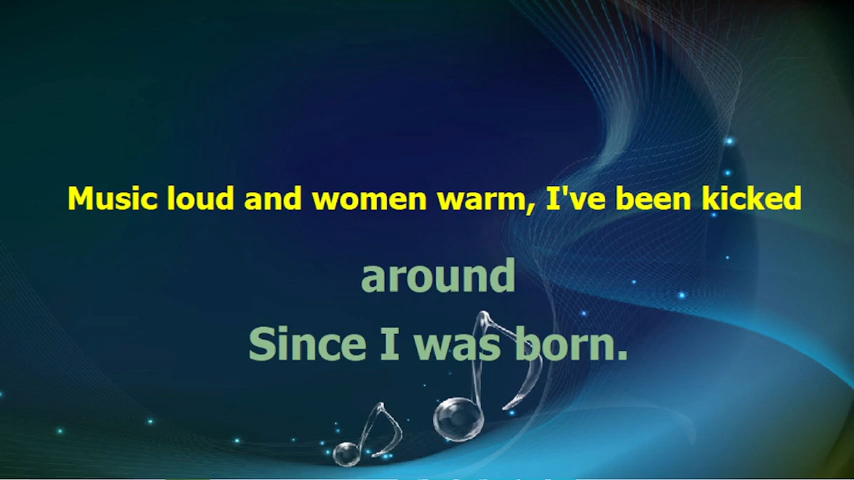 Music loud and women warm, I've been kicked
around
Since I was born.